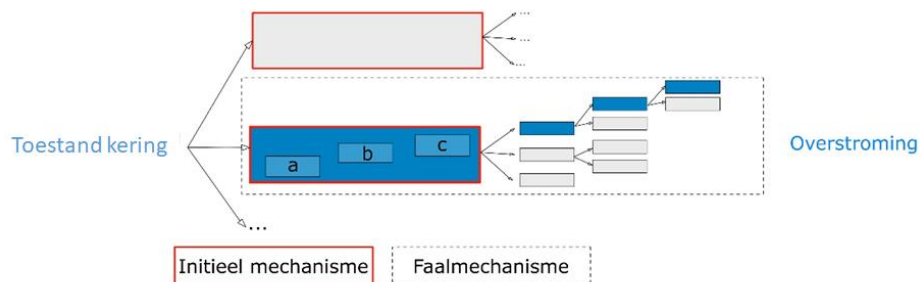 ...
...
...
Toestand kering
a
b
c
Overstroming
...
Initieel mechanisme
Faalmechanisme